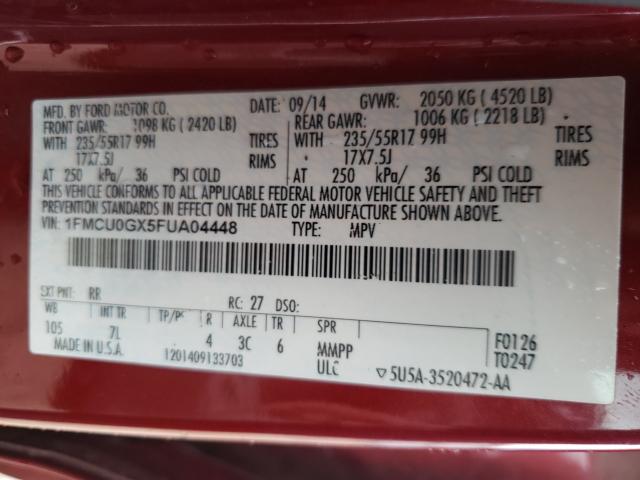 MFD. BY FORD MOTOR CO. DATE: 09/14 GVWR: 2050 KG ( 4520 LB)
FRONT GAWR: 1098 KG ( 2420 LB) REAR GAWR: 1006 KG ( 2218 LB)
WITH 235/55R17 99H TIRES WITH 235/55R17 99H TIRES
17X7.5J RIMS 17X7.5J RIMS
AT 250 kPa/ 36 PSI COLD AT 250 kPa/ 36 PSI COLD
THIS VEHICLE CONFORMS TO ALL APPLICABLE FEDERAL MOTOR VEHICLE SAFETY AND THEFT
PREVENTION STANDARDS IN EFFECT ON THE DATE OF MANUFACTURE SHOWN ABOVE.
VIN: 1FMCU0GX5FUA04448 TYPE: MPV
EXT PNT: RR RC: 27 DSO:
WB INT TR TP/PS R AXLE TR SPR
105 7L 4 3C 6 MMPP F0126
MADE IN U.S.A. 1201409133703 ULC T0247
▽5U5A-3520472-AA